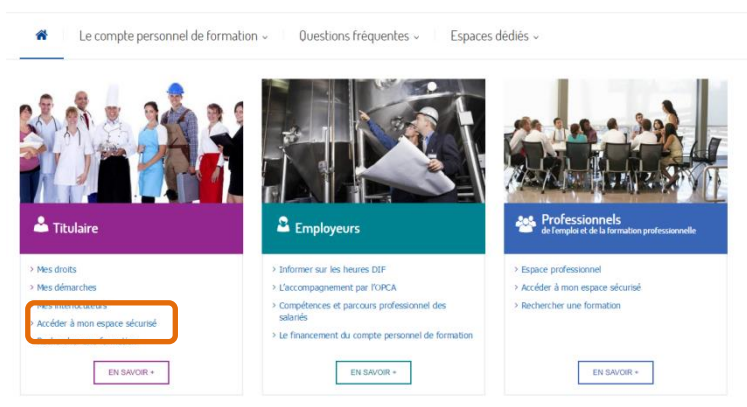 Le compte personnel de formation
Questions fréquentes
Espaces dédiés
Titulaire
> Mes droits
> Mes démarches
> Mes interlocuteurs
> Accéder à mon espace sécurisé
EN SAVOIR +
Employeurs
> Informer sur les heures DIF
> L'accompagnement par l'OPCA
> Compétences et parcours professionnel des
salariés
> Le financement du compte personnel de formation
EN SAVOIR +
Professionnels
de l'emploi et de la formation professionnelle
> Espace professionnel
> Accéder à mon espace sécurisé
> Rechercher une formation
EN SAVOIR +